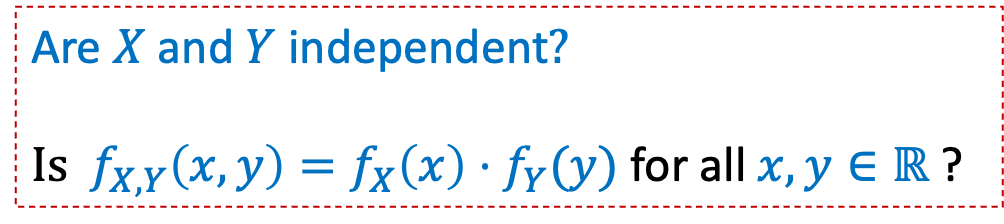 Are X and Y independent?
Is f_{X,Y}(x, y) = f_X(x) · f_Y(y) for all x, y ∈ ℝ ?